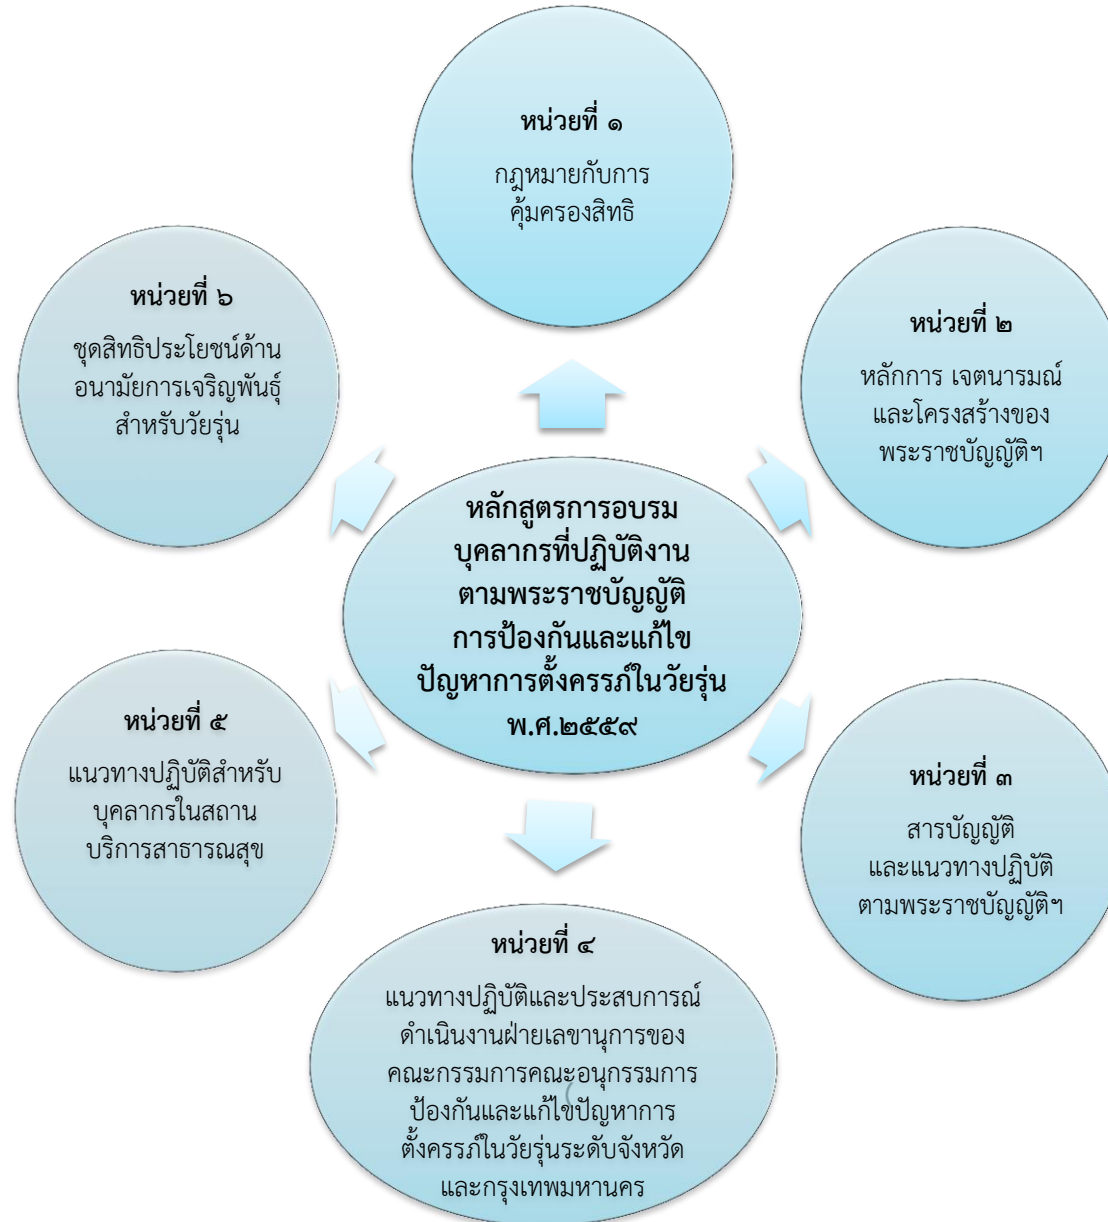 หน่วยที่ ๑
กฎหมายกับการ
คุ้มครองสิทธิ
หน่วยที่ ๒
หลักการ เจตนารมณ์
และโครงสร้างของ
พระราชบัญญัติฯ
หน่วยที่ ๓
สารบัญญัติ
และแนวทางปฏิบัติ
ตามพระราชบัญญัติฯ
หน่วยที่ ๔
แนวทางปฏิบัติและประสบการณ์
ดำเนินงานฝ่ายเลขานุการของ
คณะกรรมการคณะอนุกรรมการ
ป้องกันและแก้ไขปัญหาการ
ตั้งครรภ์ในวัยรุ่นระดับจังหวัด
และกรุงเทพมหานคร
(
หน่วยที่ ๕
แนวทางปฏิบัติสำหรับ
บุคลากรในสถาน
บริการสาธารณสุข
หน่วยที่ ๖
ชุดสิทธิประโยชน์ด้าน
อนามัยการเจริญพันธุ์
สำหรับวัยรุ่น
หลักสูตรการอบรม
บุคลากรที่ปฏิบัติงาน
ตามพระราชบัญญัติ
การป้องกันและแก้ไข
ปัญหาการตั้งครรภ์ในวัยรุ่น
พ.ศ.๒๕๕๙